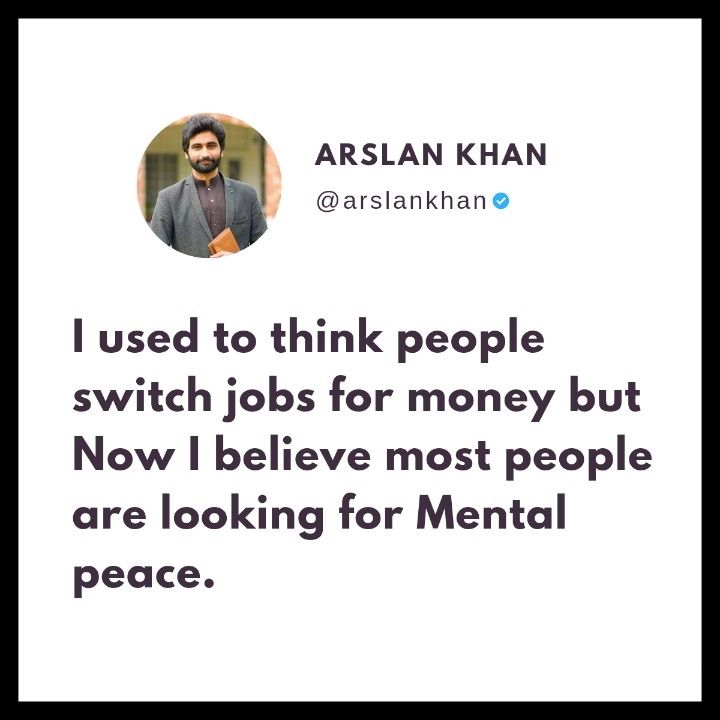 ARSLAN KHAN
@arslankhan
I used to think people
switch jobs for money but
Now I believe most people
are looking for Mental
peace.